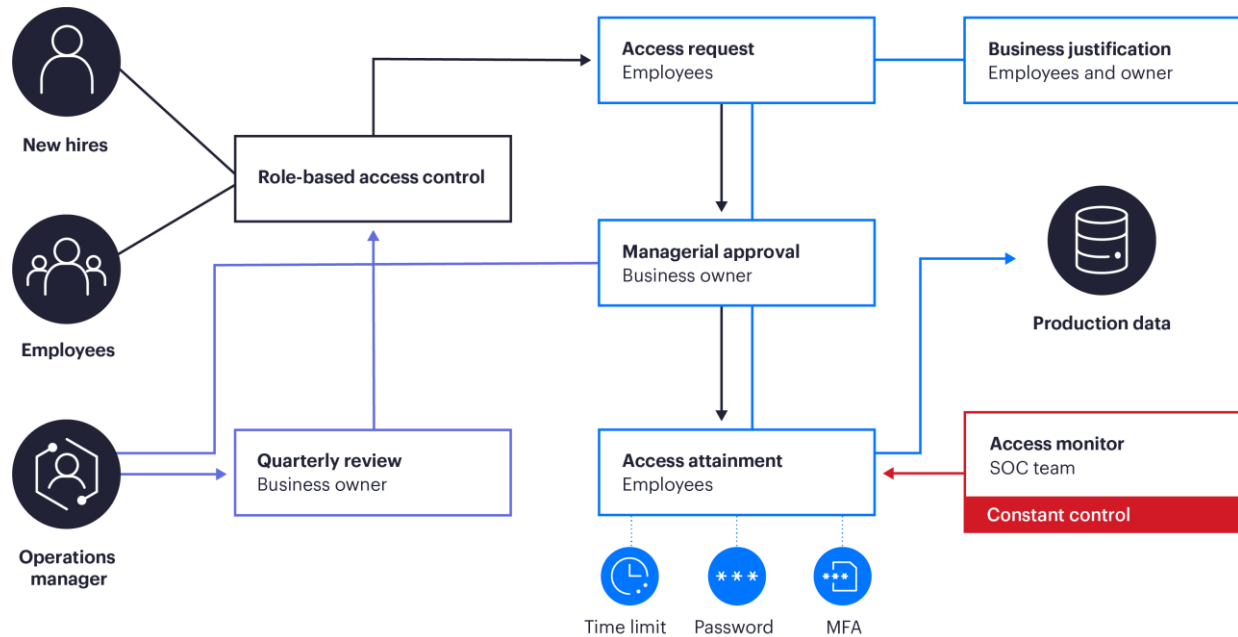 New hires
Employees
Operations
manager
Role-based access control
Quarterly review
Business owner
Access request
Employees
Business justification
Employees and owner
Managerial approval
Business owner
Production data
Access attainment
Employees
Access monitor
SOC team
Constant control
***
***
Time limit
Password
MFA